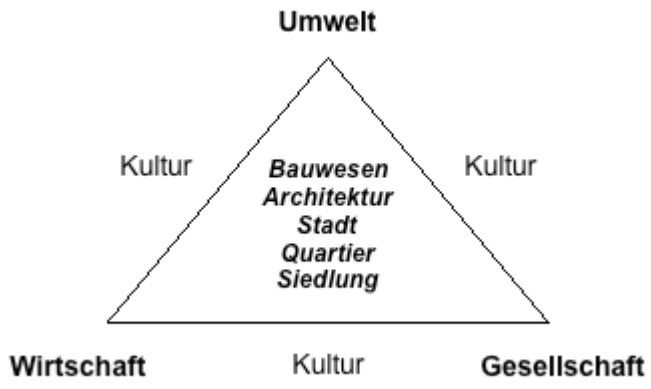 Umwelt
Kultur Kultur
Bauwesen
Architektur
Stadt
Quartier
Siedlung
Wirtschaft Kultur Gesellschaft